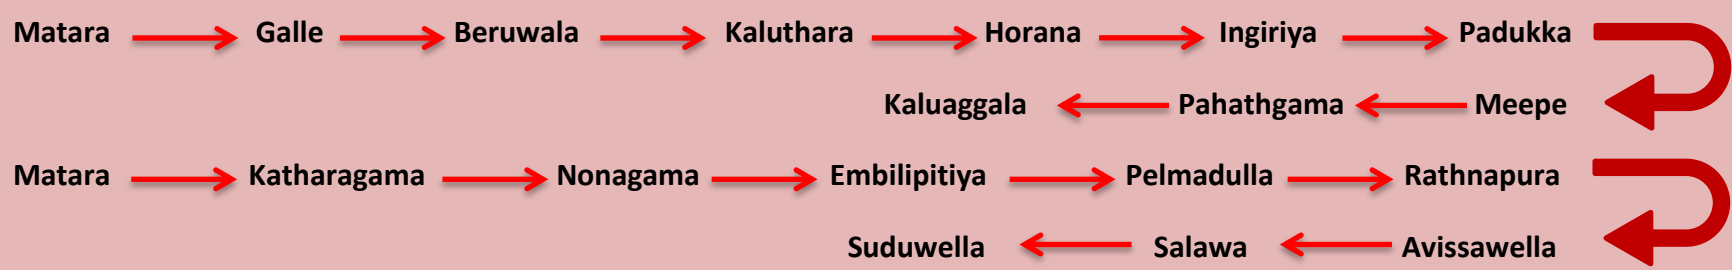 Matara Galle Beruwala Kaluthara Horana Ingiriya Padukka
Meepe Pahathgama Kaluaggala
Matara Katharagama Nonagama Embilipitiya Pelmadulla Rathnapura
Avissawella Salawa Suduwella